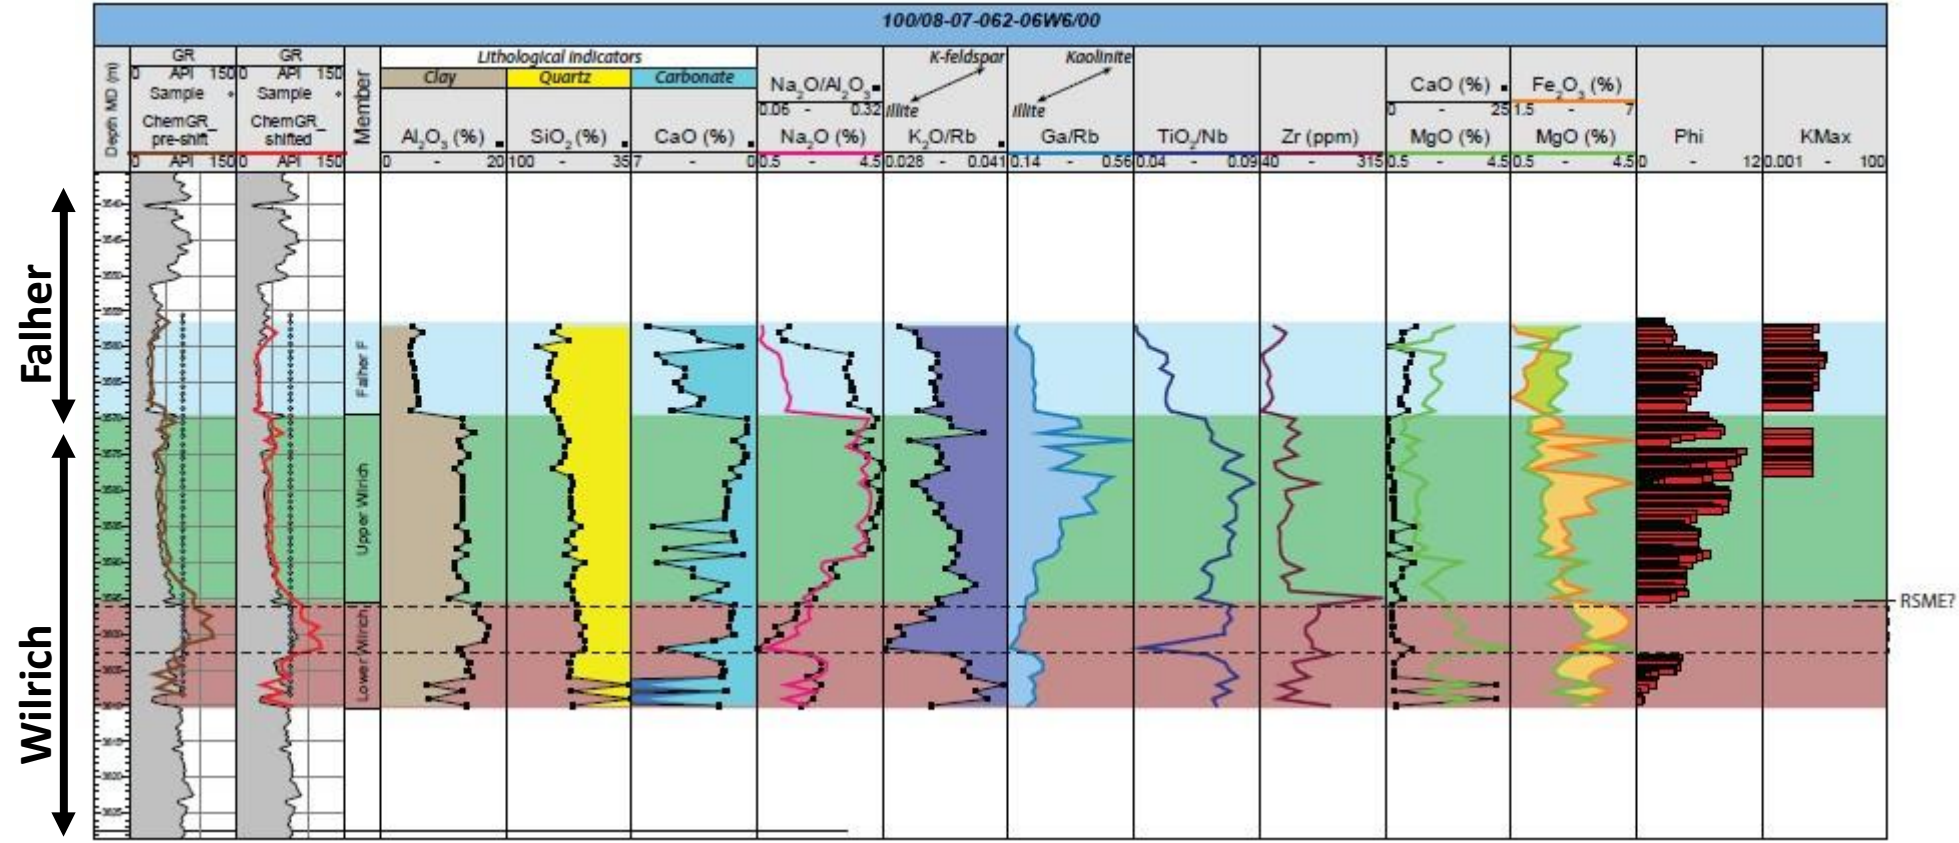 100/08-07-062-06W6/00
Depth MD (m)
GR
0 API 150
Sample
ChemGR_
pre-shift
API 150
GR
0 API 150
Sample
ChemGR_
shifted
API 150
Member
Lithological Indicators
Clay
Al2O3 (%)
0 20
Quartz
SiO2 (%)
100 35
Carbonate
CaO (%)
7 0
Na2O/Al2O3
0.06 - 0.32
Na2O (%)
0.5 - 4.5
K-feldspar
Illite
K2O/Rb
0.028 - 0.041
Kaolinite
Illite
Ga/Rb
0.14 - 0.56
TiO2/Nb
0.04 - 0.09
Zr (ppm)
40 - 315
CaO (%)
0 - 25
MgO (%)
0.5 - 4.5
Fe2O3 (%)
1.5 - 7
MgO (%)
0.5 - 4.5
Phi
0 - 12
KMax
0.001 - 100
Falher
Wilrich
Falher F
Upper Wilrich
Lower Wilrich
RSME?